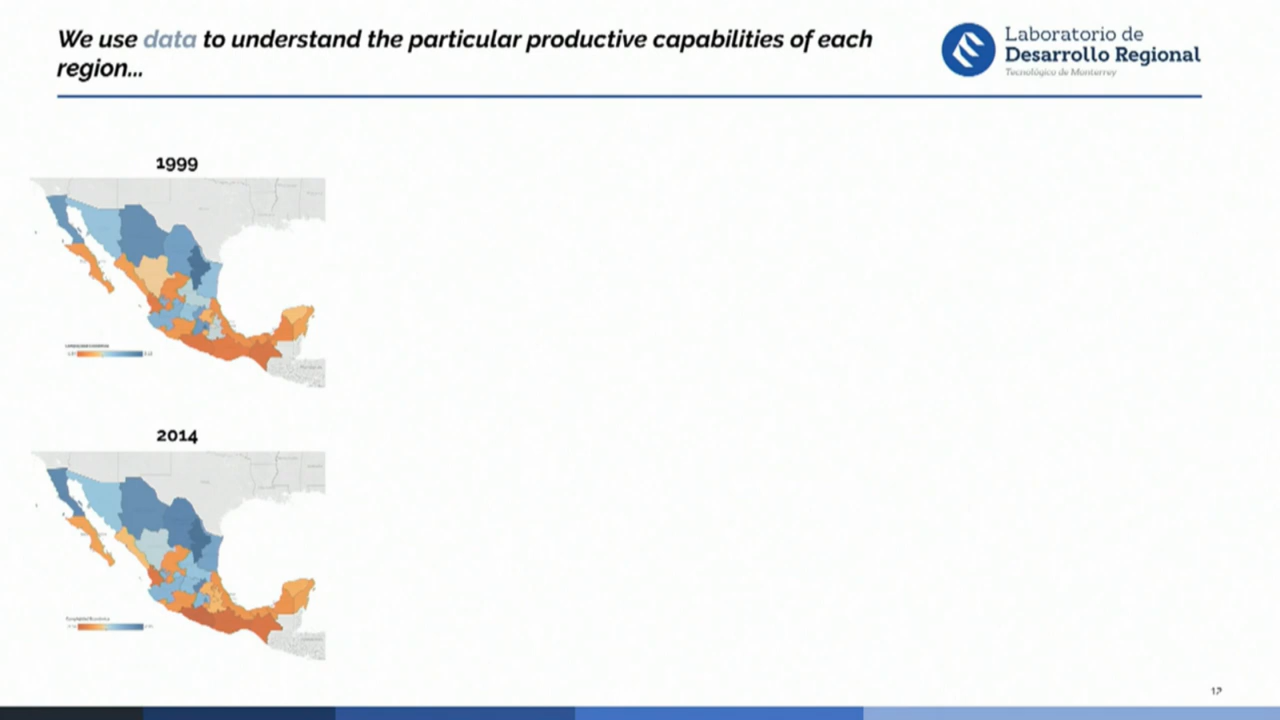 We use data to understand the particular productive capabilities of each
region...
Laboratorio de
Desarrollo Regional
Tecnológico de Monterrey
1999
2014
12